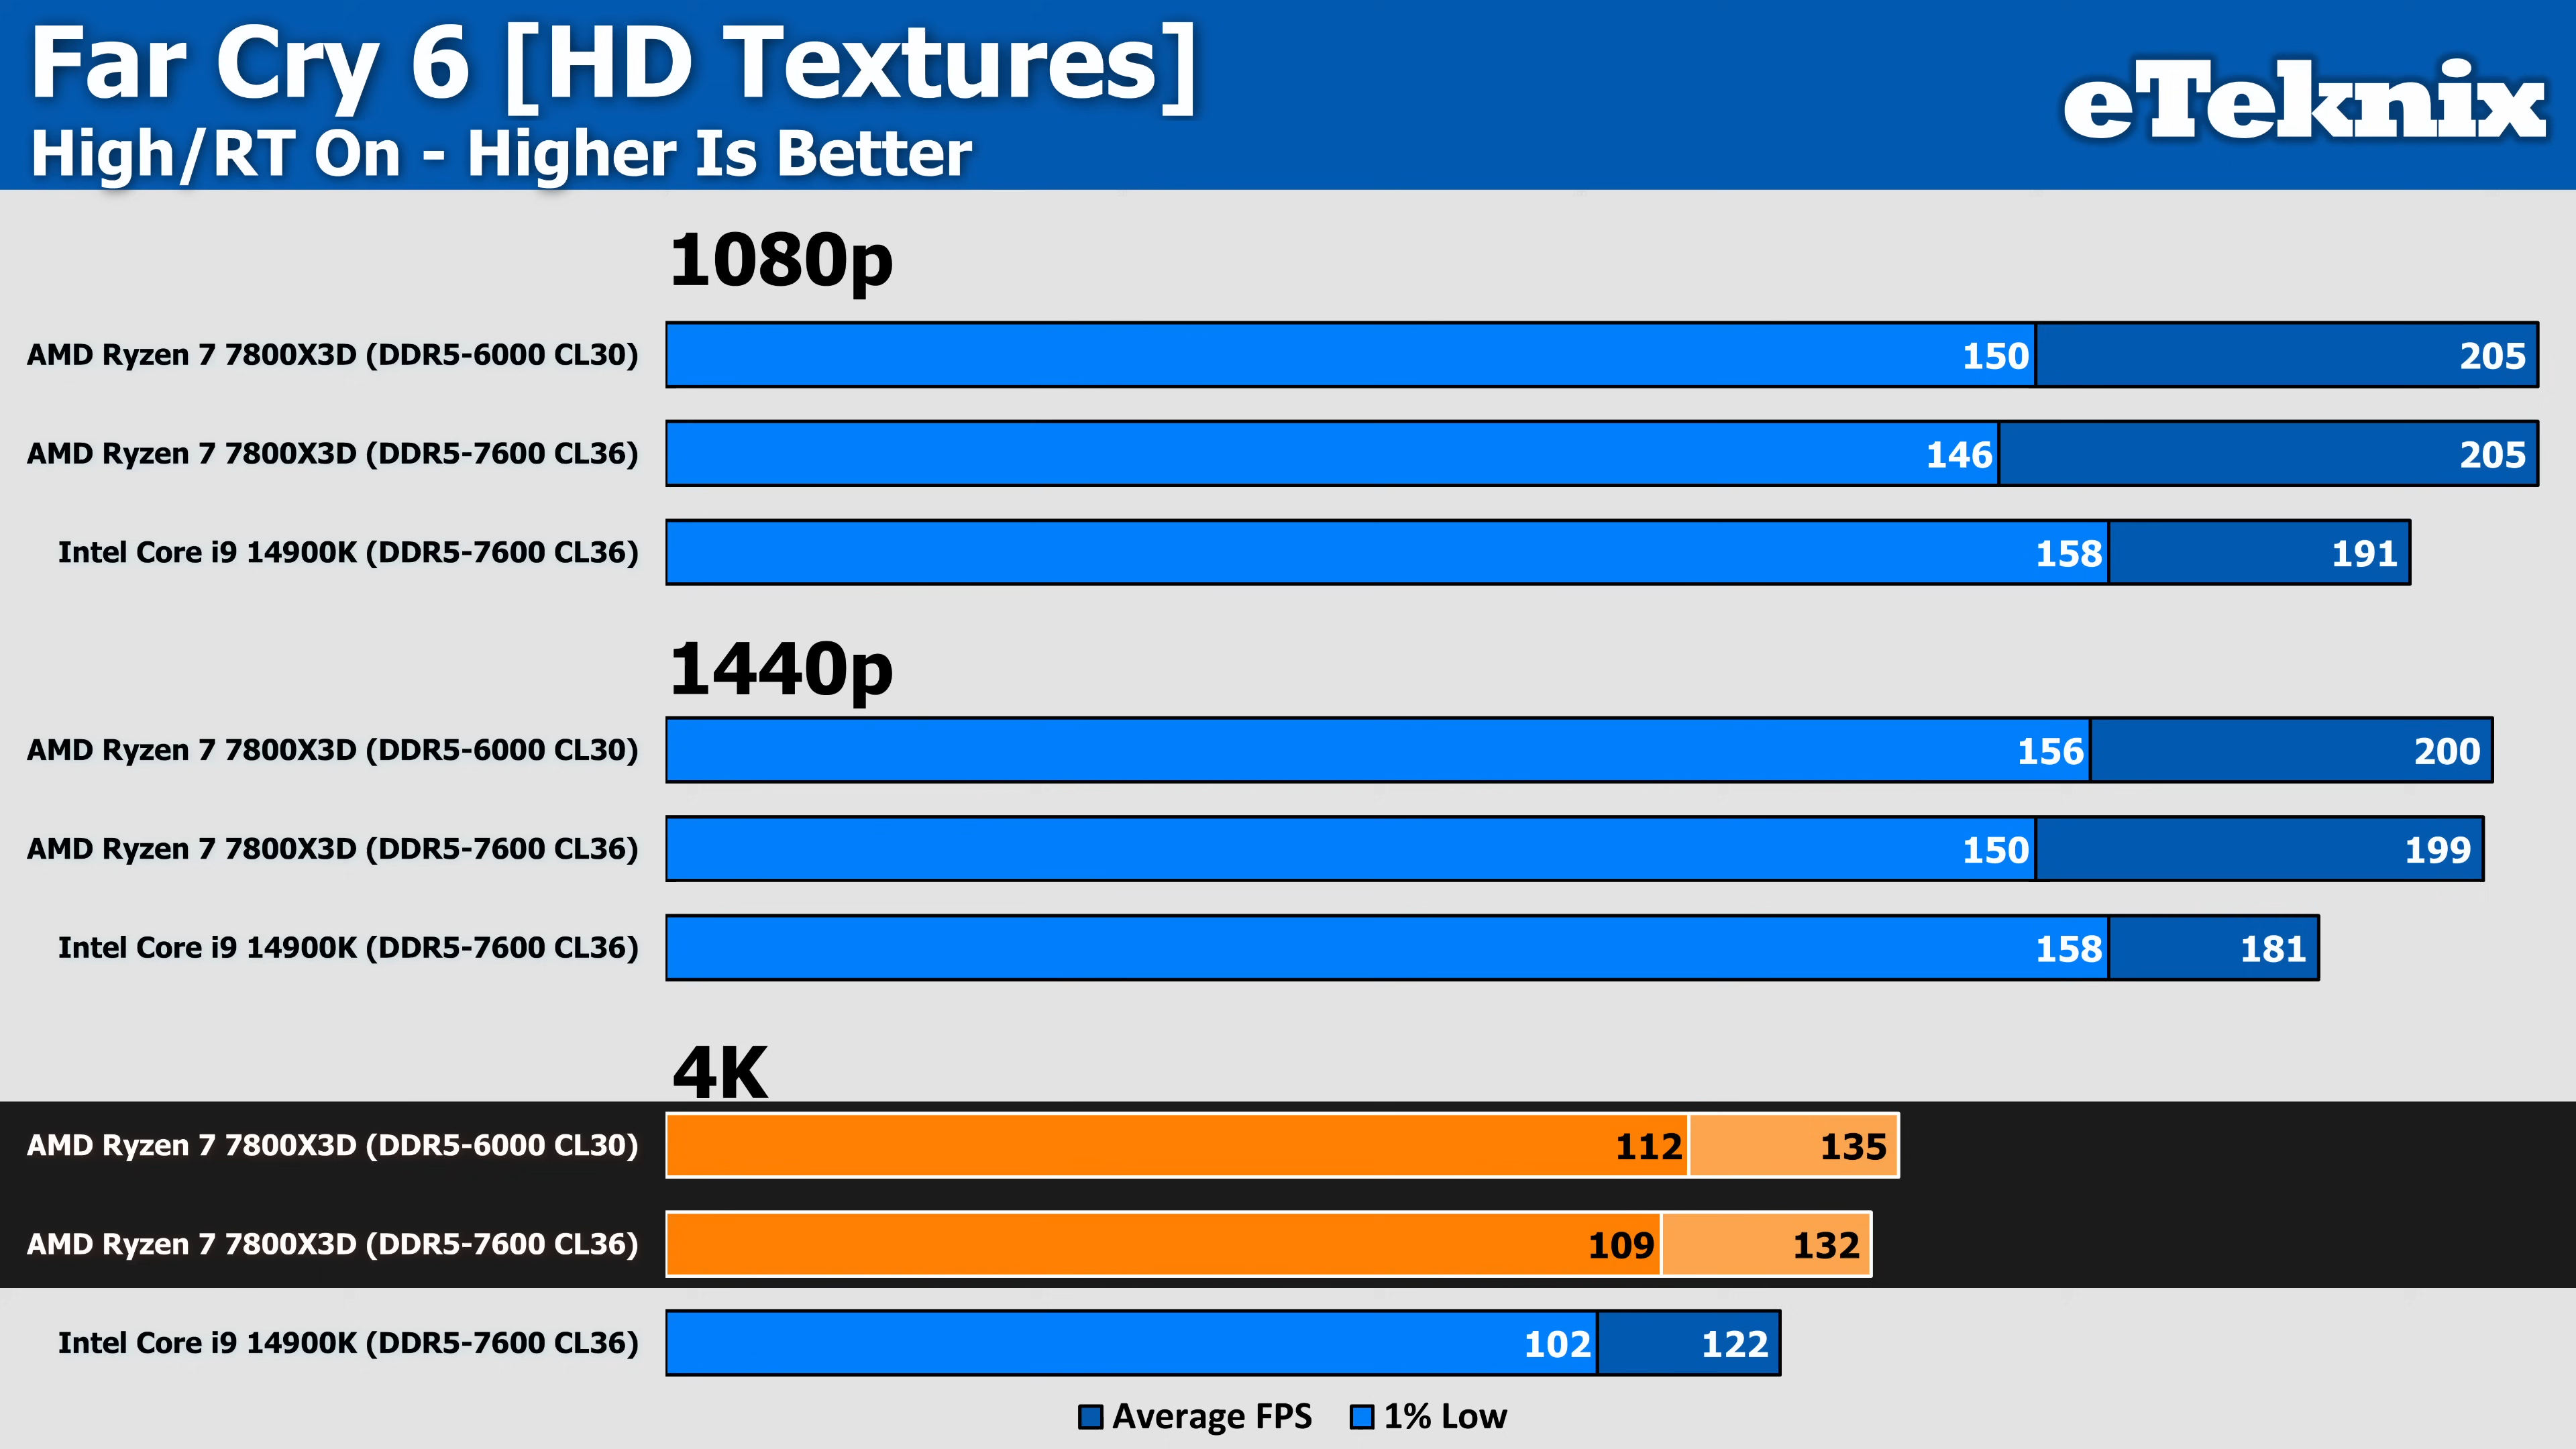 Far Cry 6 [HD Textures]
High/RT On - Higher Is Better
eTeknix
1080p
AMD Ryzen 7 7800X3D (DDR5-6000 CL30) 150 205
AMD Ryzen 7 7800X3D (DDR5-7600 CL36) 146 205
Intel Core i9 14900K (DDR5-7600 CL36) 158 191
1440p
AMD Ryzen 7 7800X3D (DDR5-6000 CL30) 156 200
AMD Ryzen 7 7800X3D (DDR5-7600 CL36) 150 199
Intel Core i9 14900K (DDR5-7600 CL36) 158 181
4K
AMD Ryzen 7 7800X3D (DDR5-6000 CL30) 112 135
AMD Ryzen 7 7800X3D (DDR5-7600 CL36) 109 132
Intel Core i9 14900K (DDR5-7600 CL36) 102 122
Average FPS 1% Low